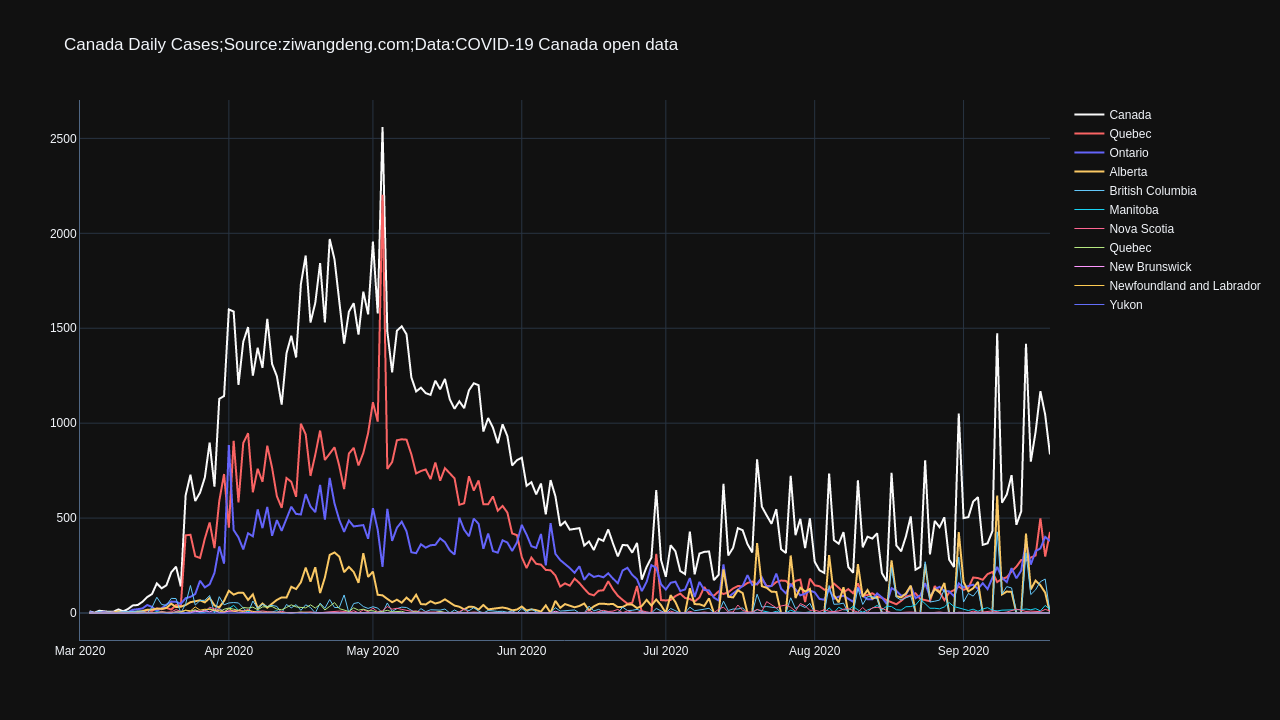 Canada Daily Cases;Source:ziwangdeng.com;Data:COVID-19 Canada open data
2500
2000
1500
1000
500
0
Mar 2020
Apr 2020
May 2020
Jun 2020
Jul 2020
Aug 2020
Sep 2020
Canada
Quebec
Ontario
Alberta
British Columbia
Manitoba
Nova Scotia
Quebec
New Brunswick
Newfoundland and Labrador
Yukon